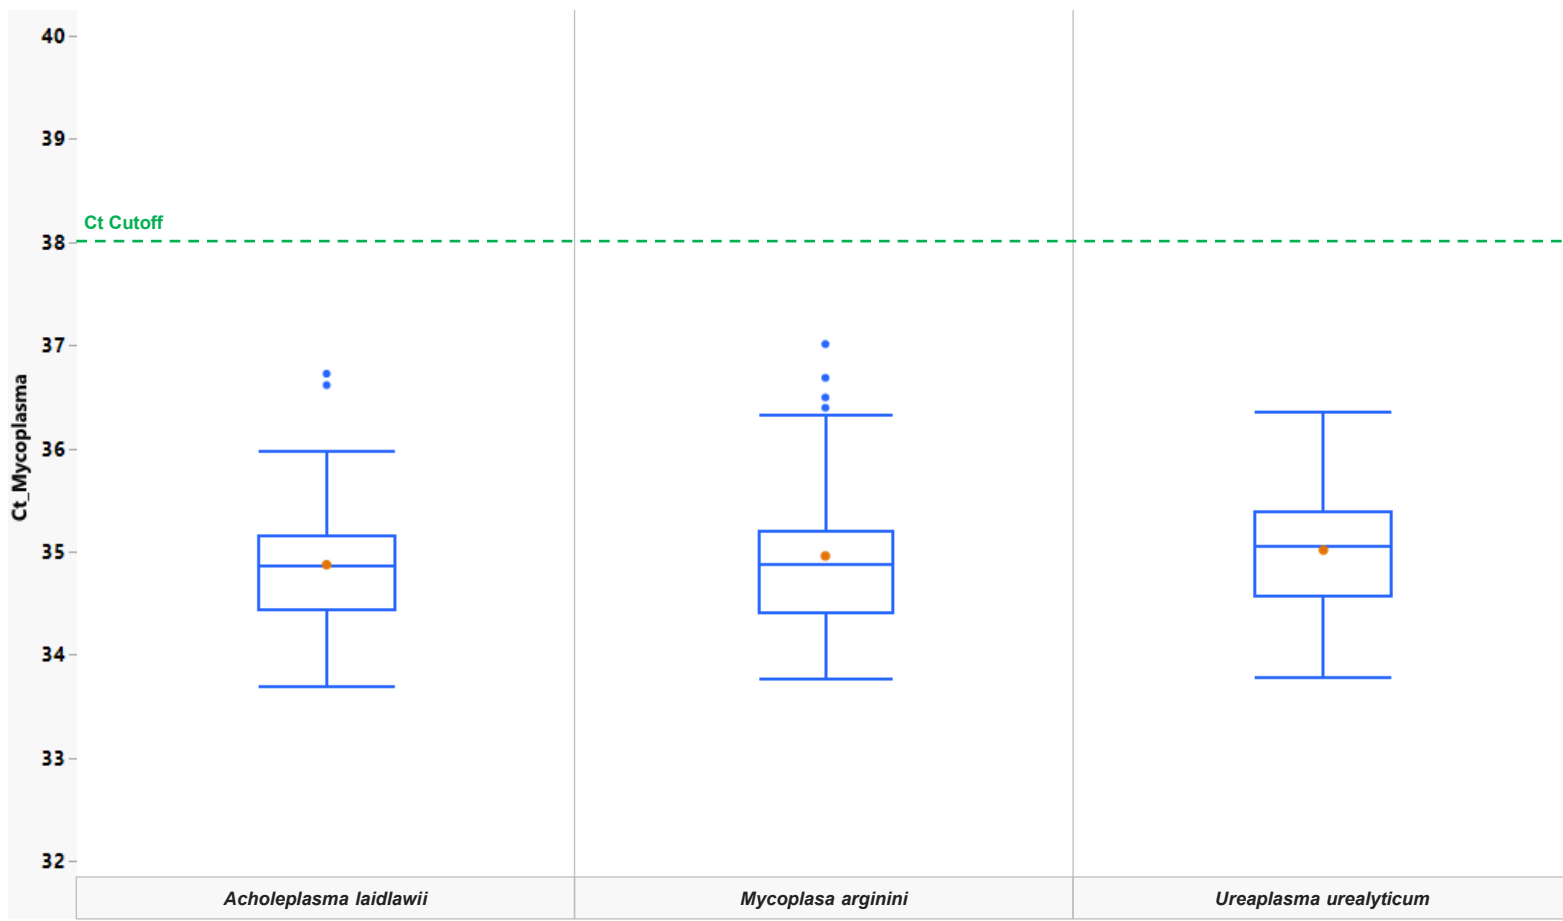 40
39
Ct Cutoff
38
37
36
35
34
33
32
Ct_Mycoplasma
Acholeplasma laidlawii
Mycoplasa arginini
Ureaplasma urealyticum